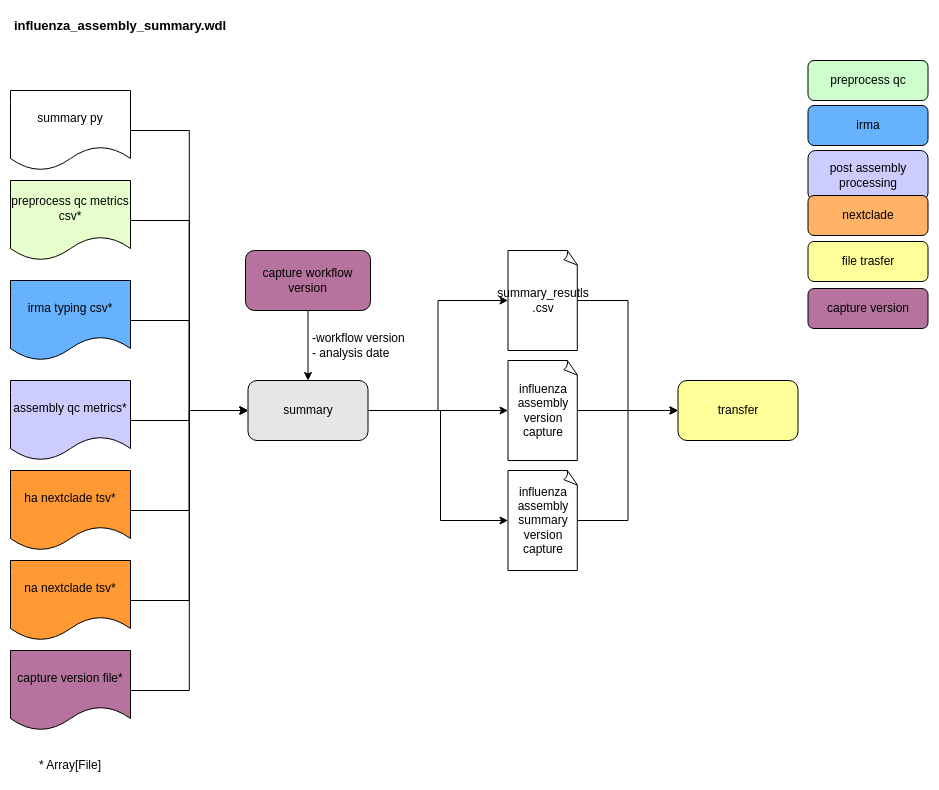 influenza_assembly_summary.wdl
summary py
preprocess qc metrics
csv*
irma typing csv*
assembly qc metrics*
ha nextclade tsv*
na nextclade tsv*
capture version file*
* Array[File]
capture workflow
version
-workflow version
- analysis date
summary
summary_resutls
.csv
influenza
assembly
version
capture
influenza
assembly
summary
version
capture
transfer
preprocess qc
irma
post assembly
processing
nextclade
file trasfer
capture version